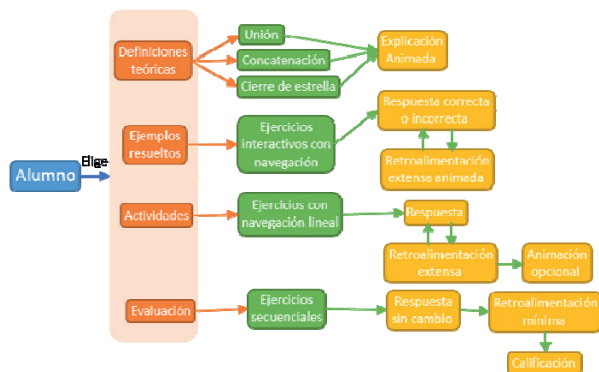 Alumno
Elige
Definiciones
teóricas
Unión
Concatenación
Cierre de estrella
Explicación
Animada
Ejemplos
resueltos
Ejercicios
interactivos con
navegación
Respuesta correcta
o incorrecta
Retroalimentación
extensa animada
Actividades
Ejercicios con
navegación lineal
Respuesta
Retroalimentación
extensa
Animación
opcional
Evaluación
Ejercicios
secuenciales
Respuesta
sin cambio
Retroalimentación
mínima
Calificación